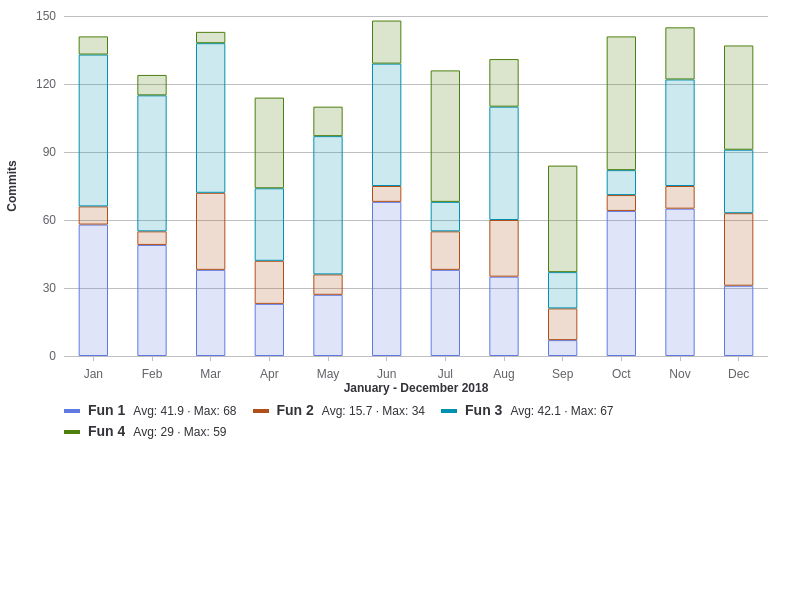 150
120
90
60
30
0
Commits
Jan Feb Mar Apr May Jun Jul Aug Sep Oct Nov Dec
January - December 2018
Fun 1 Avg: 41.9 · Max: 68 Fun 2 Avg: 15.7 · Max: 34 Fun 3 Avg: 42.1 · Max: 67
Fun 4 Avg: 29 · Max: 59